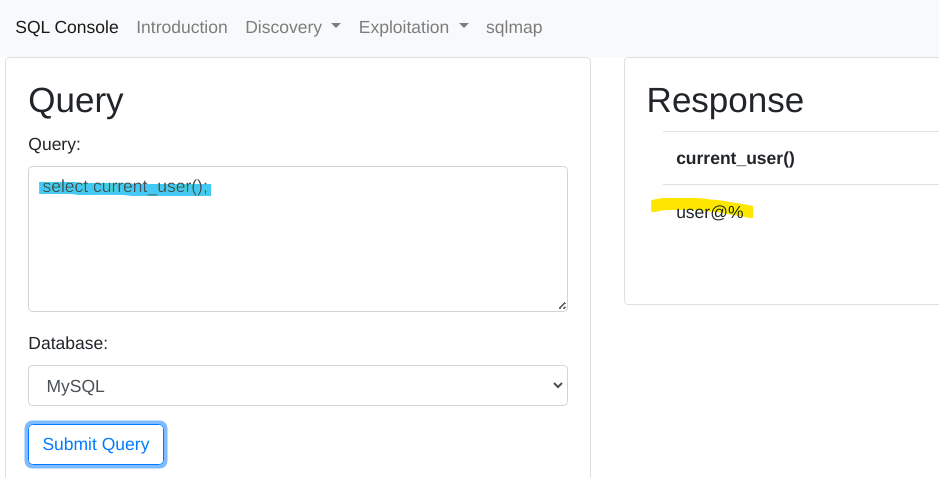 SQL Console Introduction Discovery Exploitation sqlmap
Query
Query:
select current_user();
Database:
MySQL
Submit Query
Response
current_user()
user@%